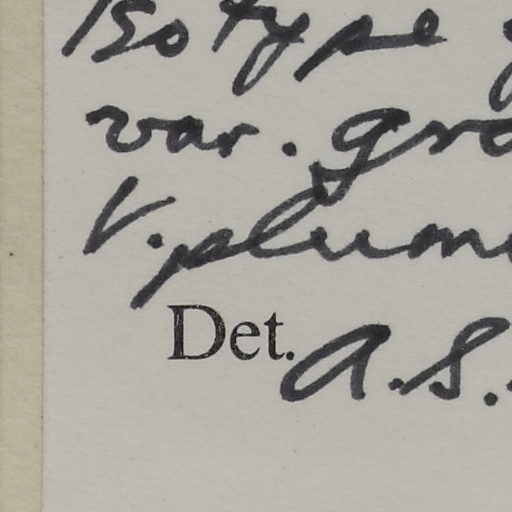 Isotype
var. gra
V. plum
Det. A. S.